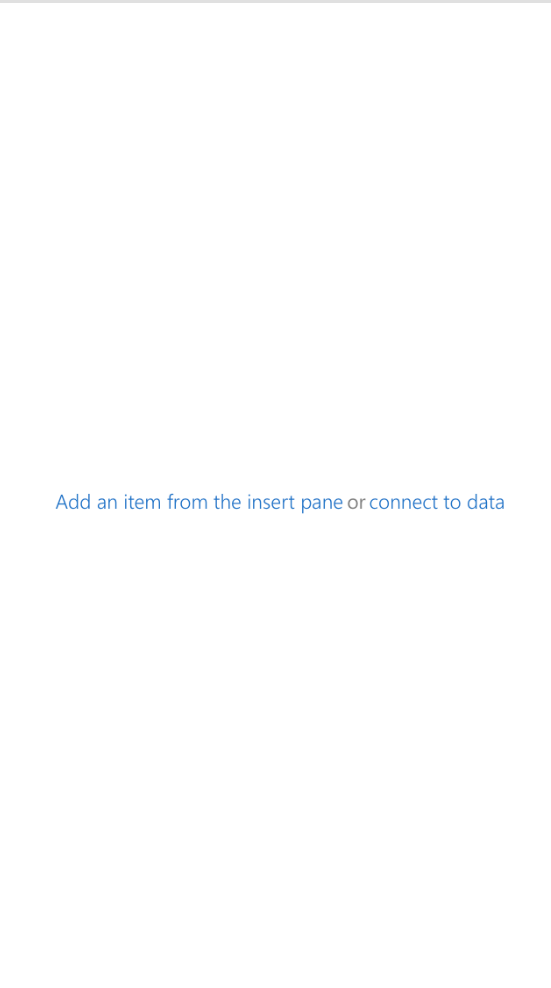 Add an item from the insert pane or connect to data